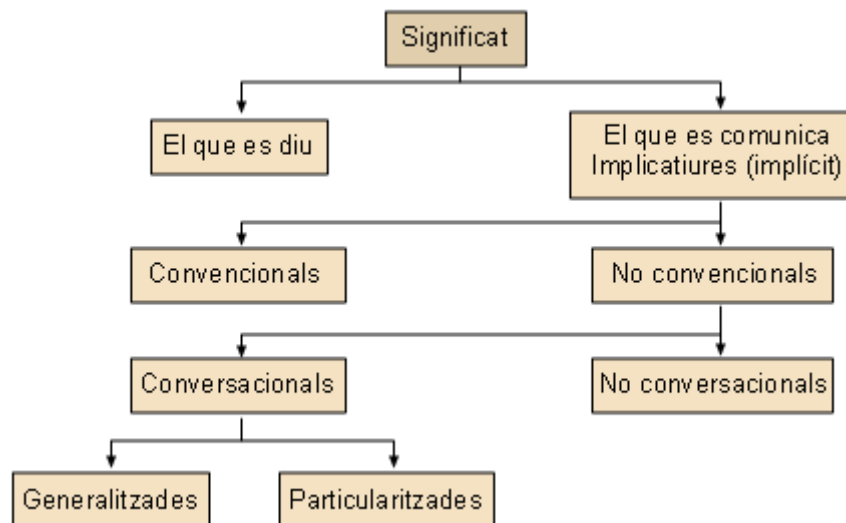 Significat
El que es diu
El que es comunica
Implicatiures (implícit)
Convencionals
No convencionals
Conversacionals
No conversacionals
Generalitzades
Particularitzades